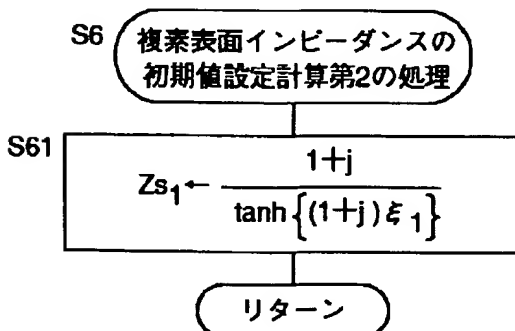 S6
複素表面インピーダンスの
初期値設定計算第2の処理
S61
Zs₁← 1+j / tanh{(1+j)ξ₁}
リターン